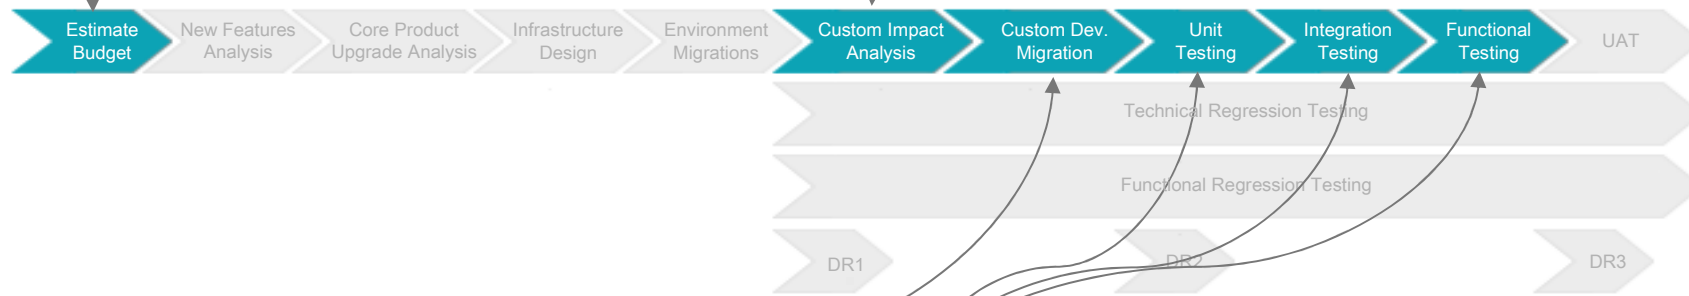 Estimate
Budget
New Features
Analysis
Core Product
Upgrade Analysis
Infrastructure
Design
Environment
Migrations
Custom Impact
Analysis
Custom Dev.
Migration
Unit
Testing
Integration
Testing
Functional
Testing
UAT
Technical Regression Testing
Functional Regression Testing
DR1
DR2
DR3